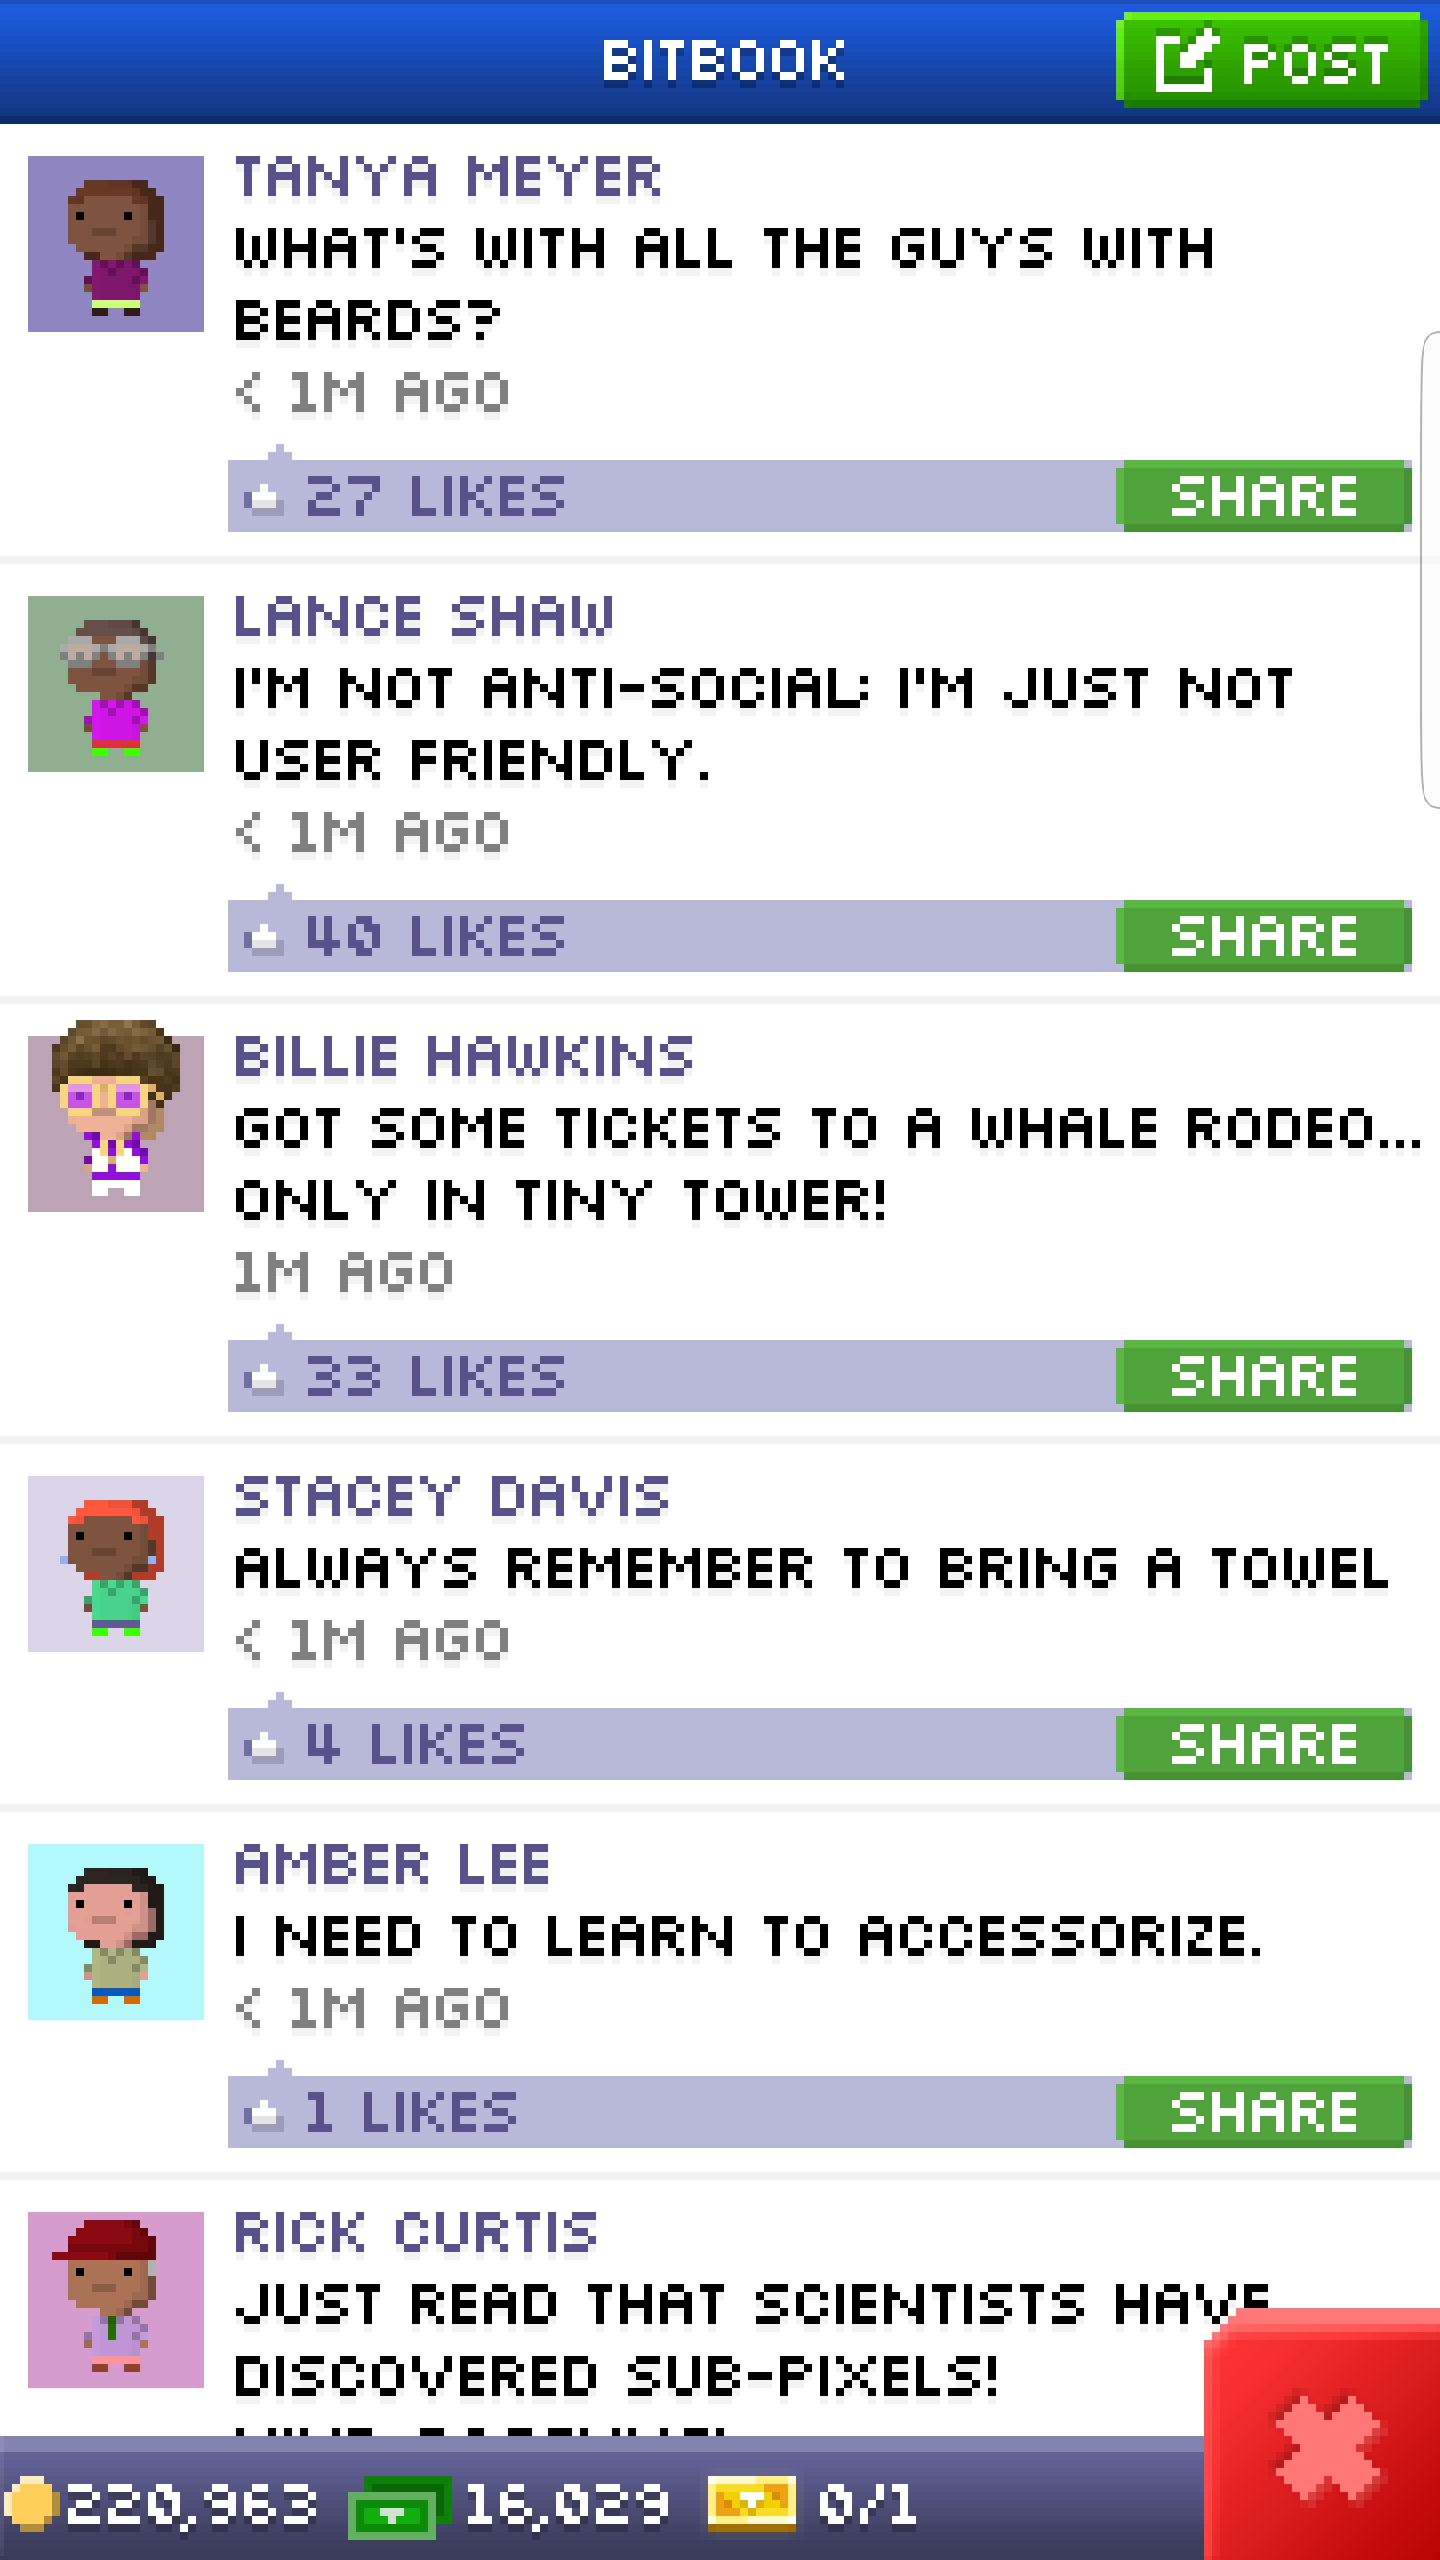 BITBOOK
POST
TANYA MEYER
WHAT'S WITH ALL THE GUYS WITH
BEARDS?
< 1M AGO
27 LIKES
SHARE
LANCE SHAW
I'M NOT ANTI-SOCIAL; I'M JUST NOT
USER FRIENDLY.
< 1M AGO
40 LIKES
SHARE
BILLIE HAWKINS
GOT SOME TICKETS TO A WHALE RODEO...
ONLY IN TINY TOWER!
1M AGO
33 LIKES
SHARE
STACEY DAVIS
ALWAYS REMEMBER TO BRING A TOWEL
< 1M AGO
4 LIKES
SHARE
AMBER LEE
I NEED TO LEARN TO ACCESSORIZE.
< 1M AGO
1 LIKES
SHARE
RICK CURTIS
JUST READ THAT SCIENTISTS HAVE
DISCOVERED SUB-PIXELS!
220,963
16,029
0/1